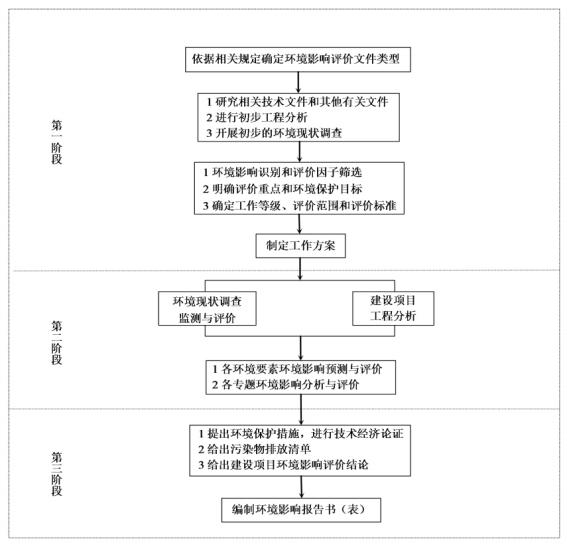 依据相关规定确定环境影响评价文件类型
第一阶段
1 研究相关技术文件和其他有关文件
2 进行初步工程分析
3 开展初步的环境现状调查
1 环境影响识别和评价因子筛选
2 明确评价重点和环境保护目标
3 确定工作等级、评价范围和评价标准
制定工作方案
第二阶段
环境现状调查
监测与评价
建设项目
工程分析
1 各环境要素环境影响预测与评价
2 各专题环境影响分析与评价
第三阶段
1 提出环境保护措施，进行技术经济论证
2 给出污染物排放清单
3 给出建设项目环境影响评价结论
编制环境影响报告书（表）